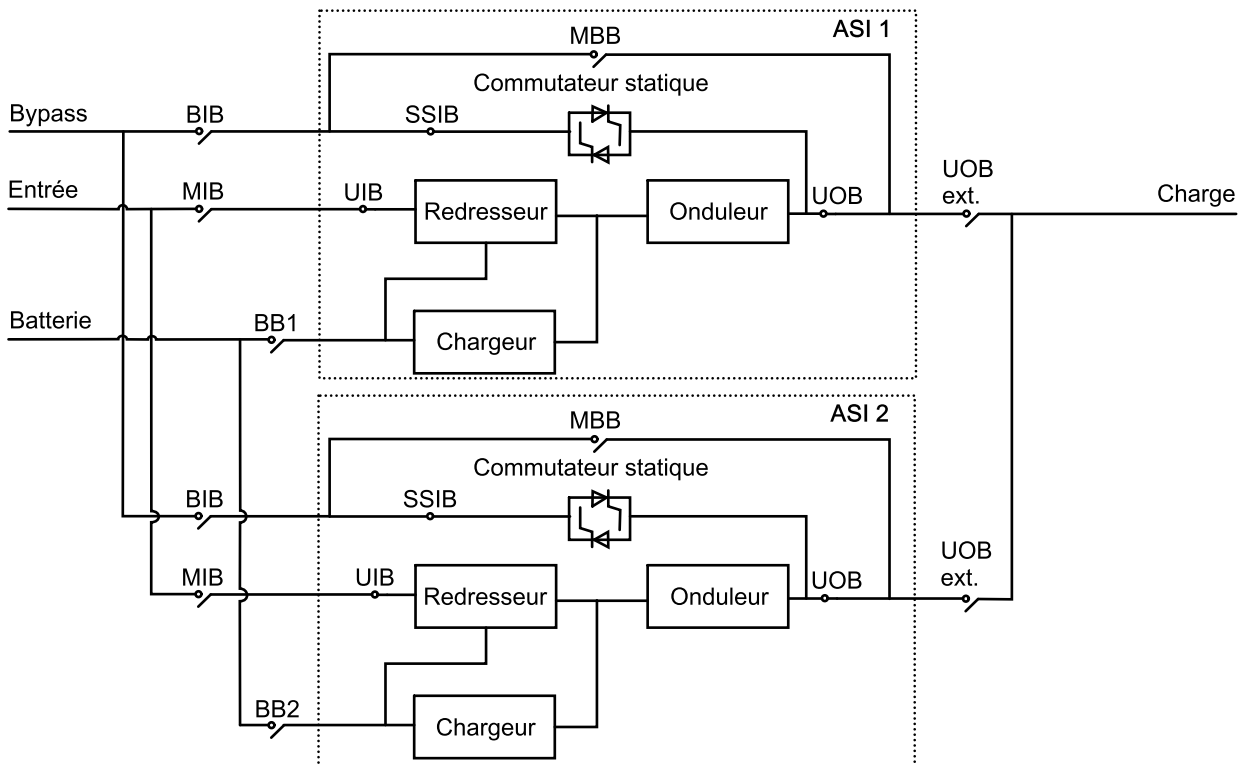 ASI 1
MBB
Commutateur statique
Bypass
BIB
SSIB
Entrée
MIB
UIB
Redresseur
Onduleur
UOB
UOB
ext.
Charge
Batterie
BB1
Chargeur
ASI 2
MBB
Commutateur statique
BIB
SSIB
MIB
UIB
Redresseur
Onduleur
UOB
UOB
ext.
BB2
Chargeur